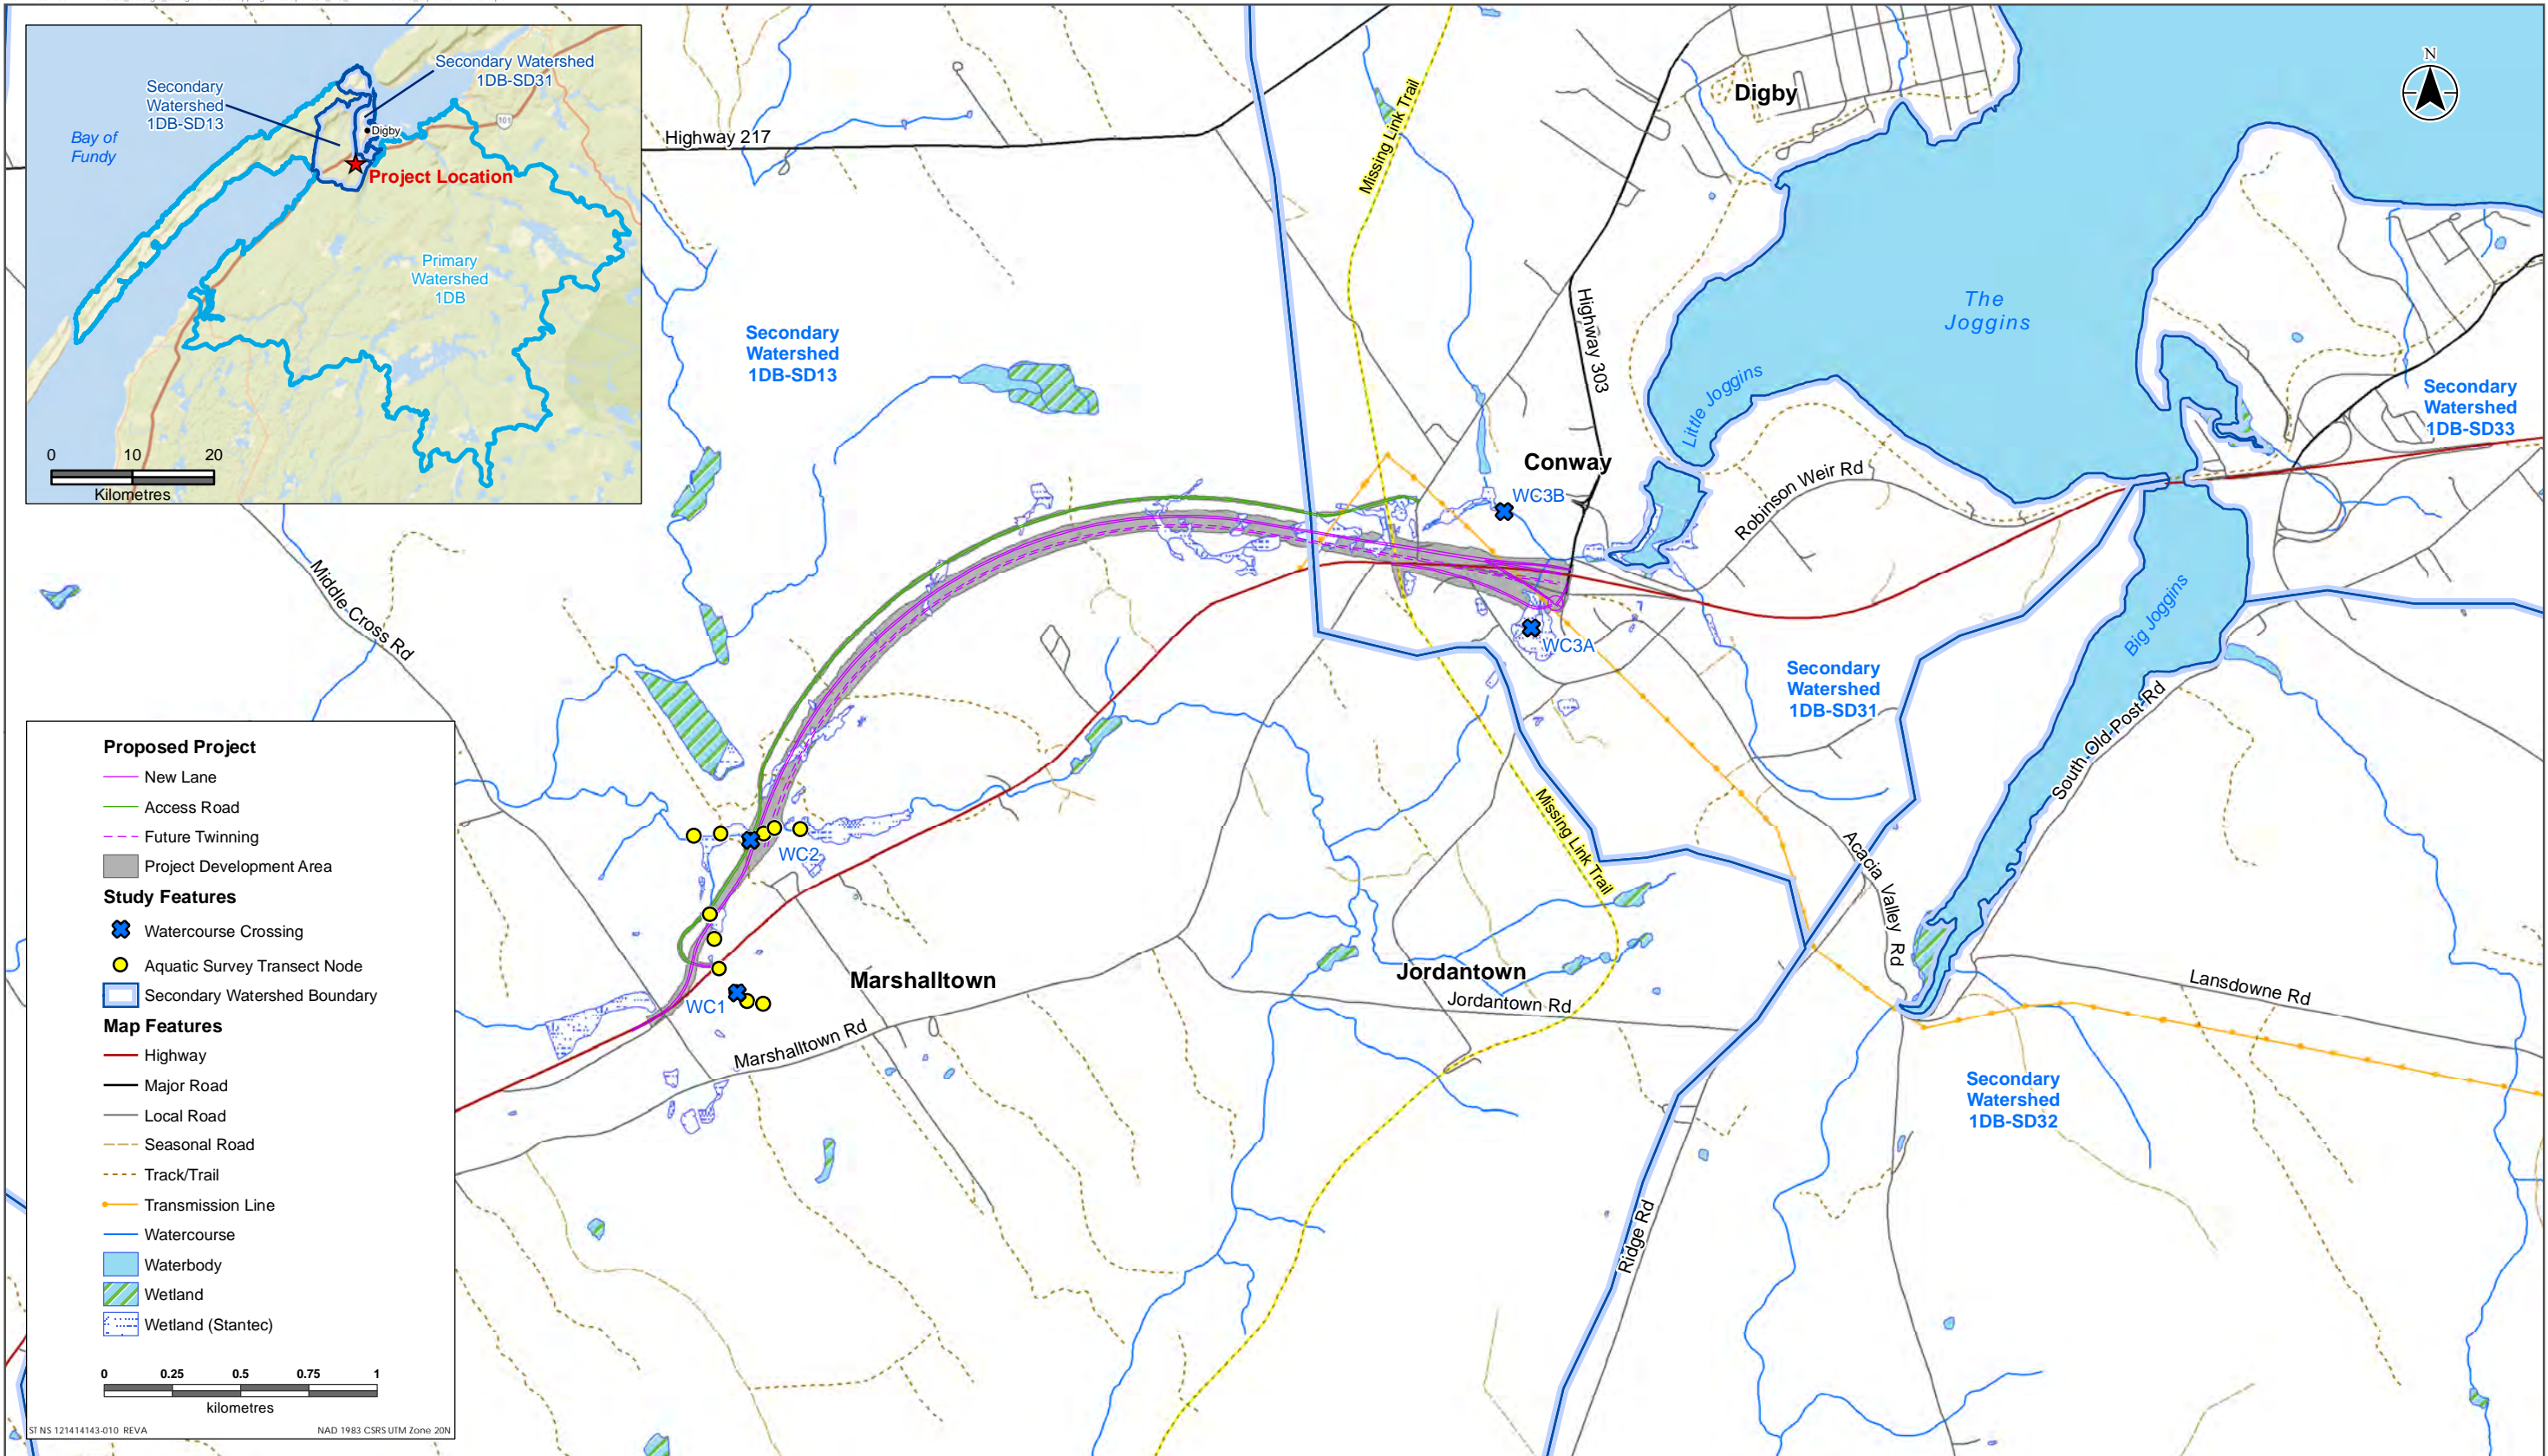 Secondary Watershed
1DB-SD31
Secondary
Watershed
1DB-SD13
Bay of
Fundy
Digby
101
Project Location
Primary
Watershed
1DB
0 10 20
Kilometres
N
Digby
Highway 217
Missing Link Trail
The
Joggins
Secondary
Watershed
1DB-SD13
Highway 303
Little Joggins
Secondary
Watershed
1DB-SD33
Conway
WC3B
Robinson Weir Rd
Middle Cross Rd
Big Joggins
WC3A
Secondary
Watershed
1DB-SD31
South Old Post Rd
Missing Link Trail
Acacia Valley Rd
WC2
Marshalltown
Jordantown
Jordantown Rd
Lansdowne Rd
WC1
Marshalltown Rd
Secondary
Watershed
1DB-SD32
Ridge Rd
Proposed Project
New Lane
Access Road
Future Twinning
Project Development Area
Study Features
Watercourse Crossing
Aquatic Survey Transect Node
Secondary Watershed Boundary
Map Features
Highway
Major Road
Local Road
Seasonal Road
Track/Trail
Transmission Line
Watercourse
Waterbody
Wetland
Wetland (Stantec)
0 0.25 0.5 0.75 1
kilometres
ST NS 121414143-010 REVA
NAD 1983 CSRS UTM Zone 20N